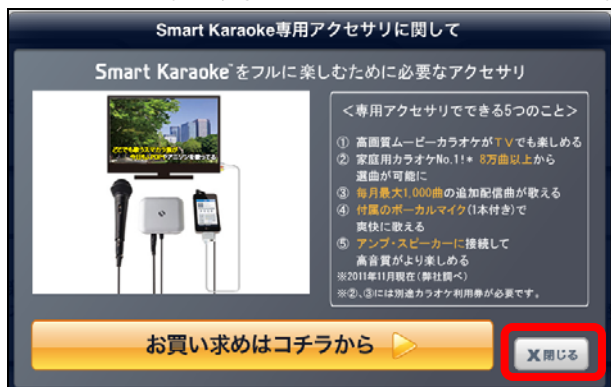 Smart Karaoke専用アクセサリに関して
Smart Karaoke™をフルに楽しむために必要なアクセサリ
<専用アクセサリでできる5つのこと>
① 高画質ムービーカラオケがTVでも楽しめる
② 家庭用カラオケNo.1!* 8万曲以上から
選曲が可能に
③ 毎月最大1,000曲の追加配信曲が歌える
④ 付属のボーカルマイク(1本付き)で
爽快に歌える
⑤ アンプ・スピーカーに接続して
高音質がより楽しめる
※2011年11月現在(弊社調べ)
※②、③には別途カラオケ利用券が必要です。
お買い求めはコチラから
X閉じる